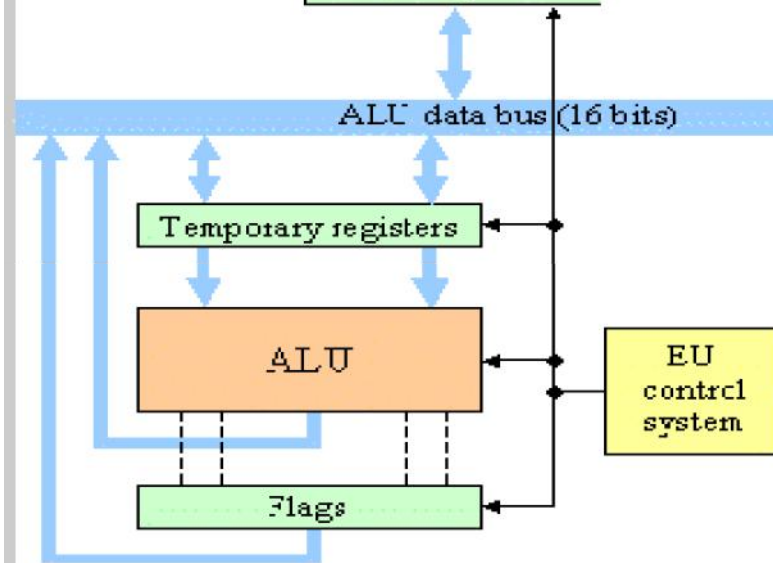 ALU data bus (16 bits)
Temporary registers
ALU
EU
control
system
Flags